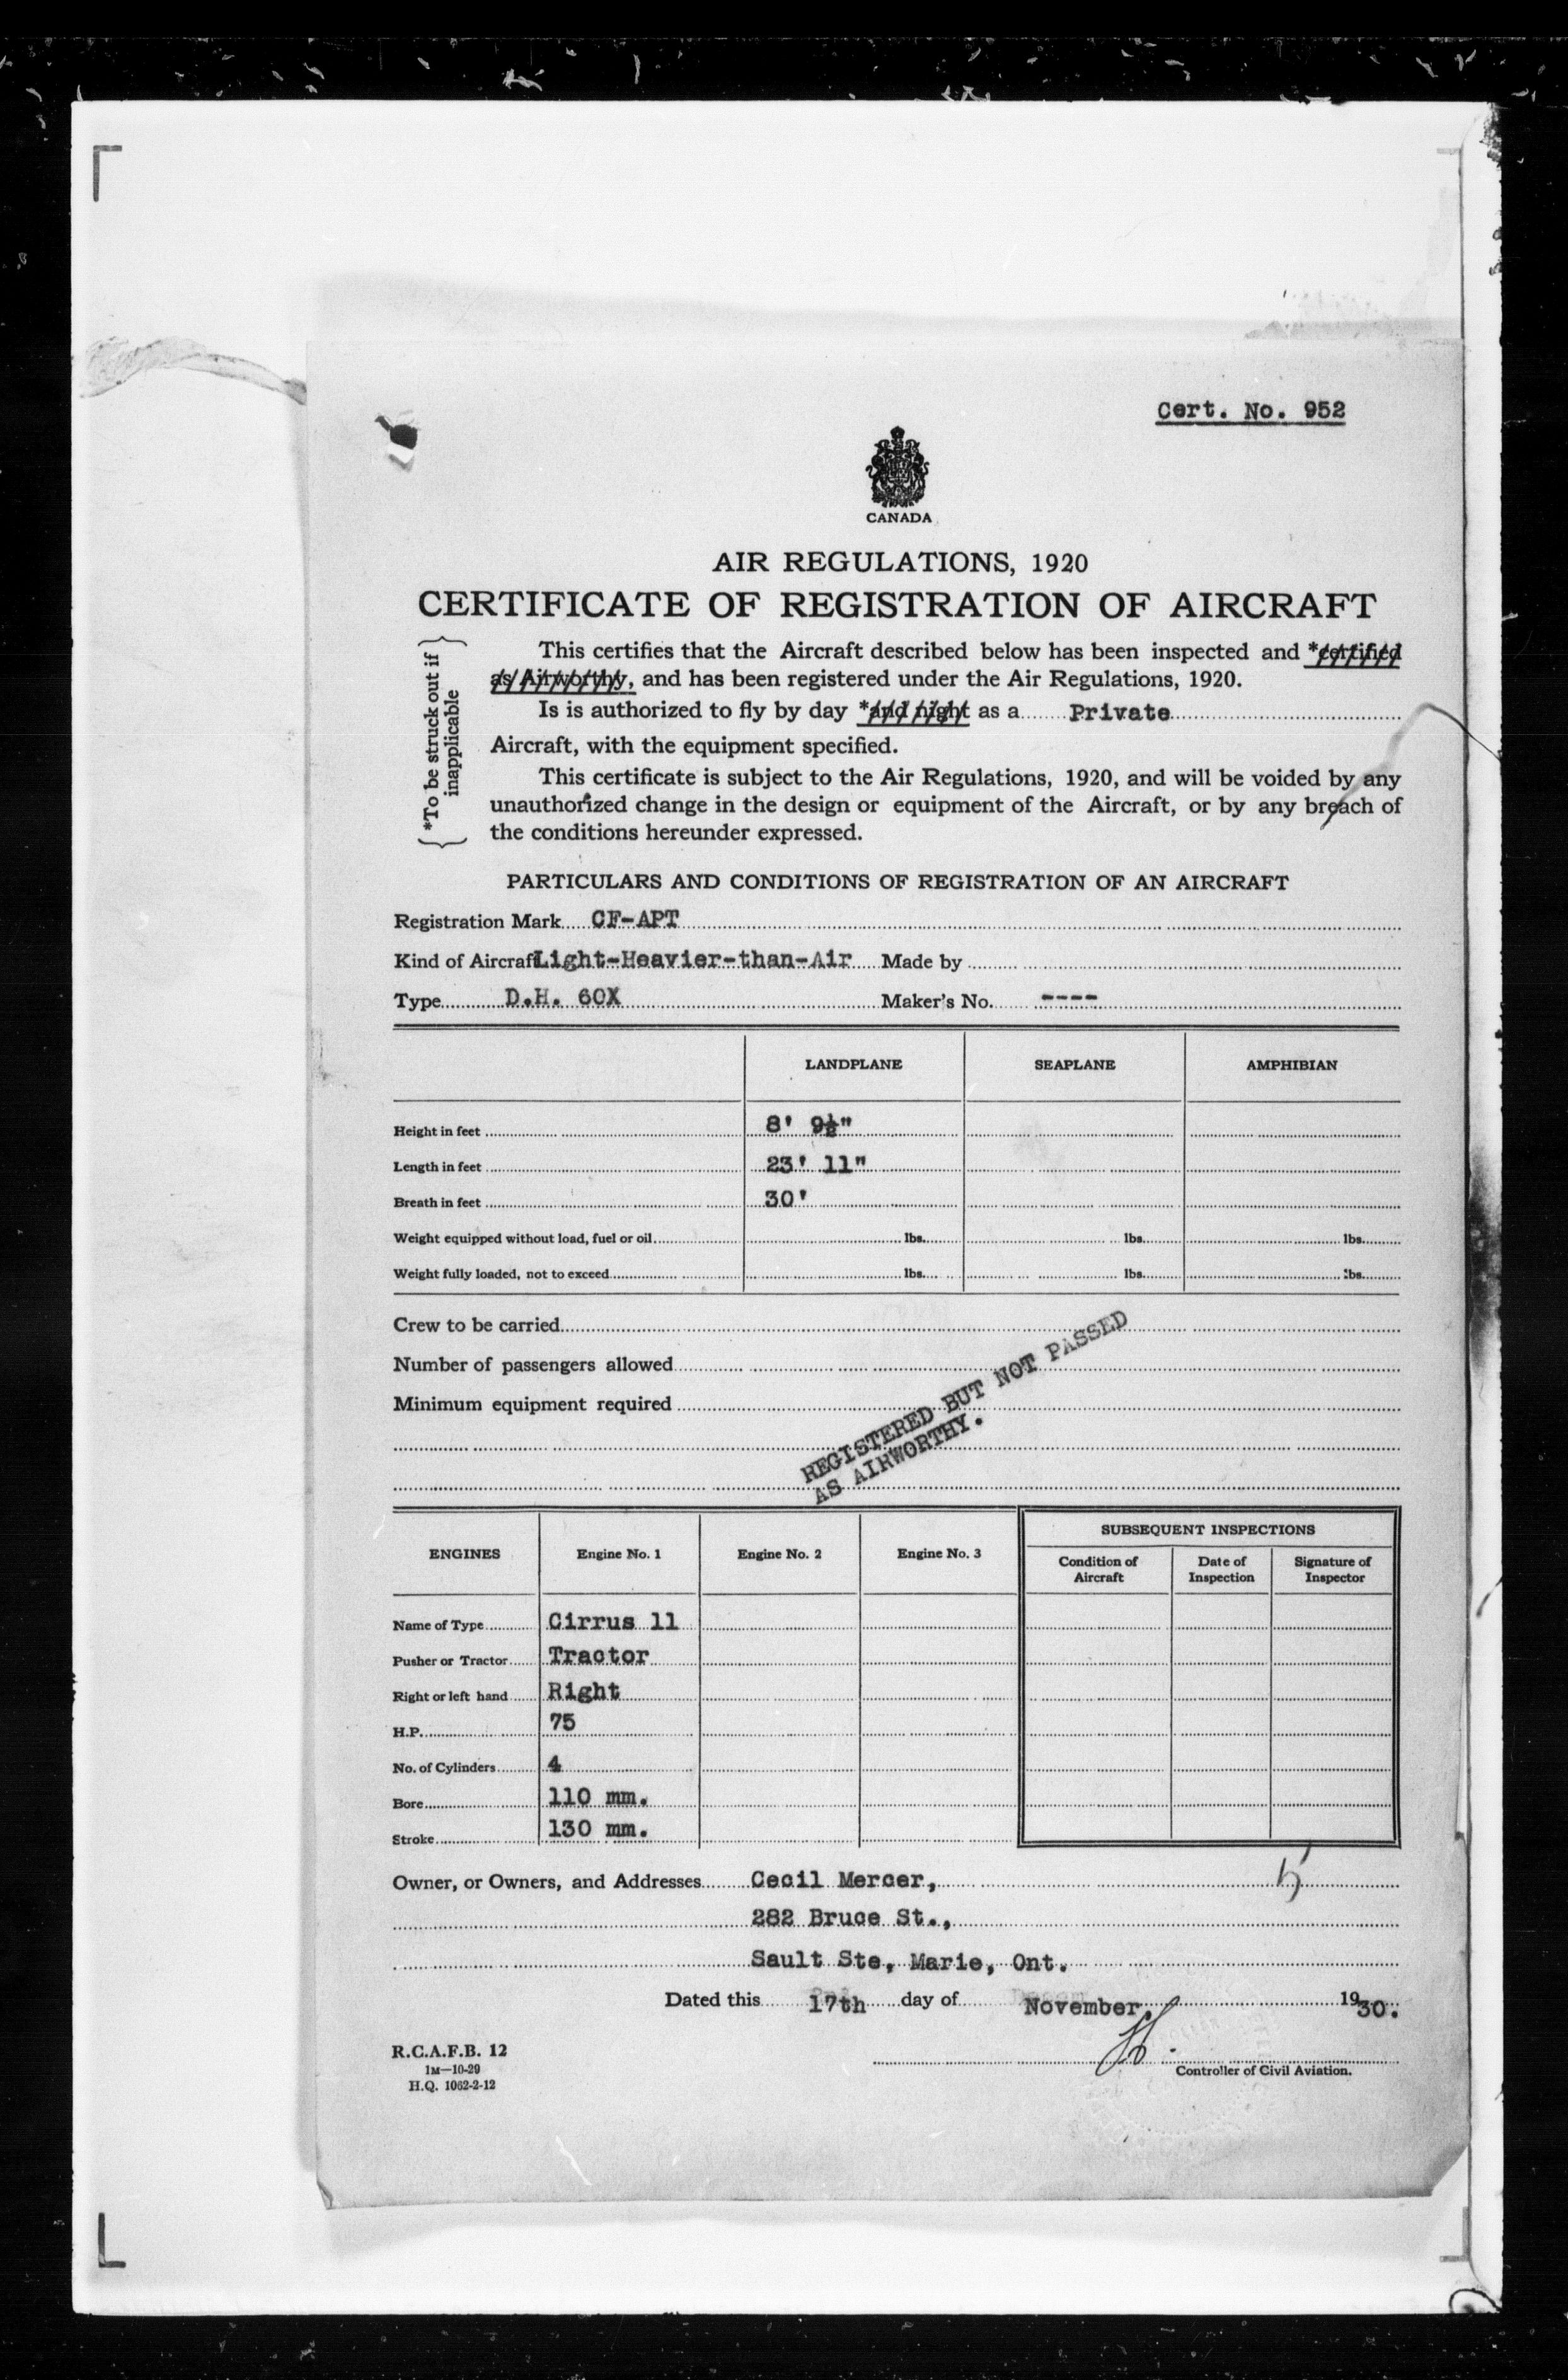 Cert. No. 952
CANADA
AIR REGULATIONS, 1920
CERTIFICATE OF REGISTRATION OF AIRCRAFT
*To be struck out if
inapplicable
This certifies that the Aircraft described below has been inspected and *certified
as Airworthy, and has been registered under the Air Regulations, 1920.
Is is authorized to fly by day *and night as a Private
Aircraft, with the equipment specified.
This certificate is subject to the Air Regulations, 1920, and will be voided by any
unauthorized change in the design or equipment of the Aircraft, or by any breach of
the conditions hereunder expressed.
PARTICULARS AND CONDITIONS OF REGISTRATION OF AN AIRCRAFT
Registration Mark CF-APT
Kind of Aircraft Light-Heavier-than-Air Made by
Type D.H. 60X Maker's No. ----
LANDPLANE SEAPLANE AMPHIBIAN
Height in feet 8' 9½"
Length in feet 23' 11"
Breath in feet 30'
Weight equipped without load, fuel or oil lbs. lbs. lbs.
Weight fully loaded, not to exceed lbs. lbs. lbs.
Crew to be carried
Number of passengers allowed
Minimum equipment required
REGISTERED BUT NOT PASSED
AS AIRWORTHY.
ENGINES Engine No. 1 Engine No. 2 Engine No. 3 SUBSEQUENT INSPECTIONS
Condition of Aircraft Date of Inspection Signature of Inspector
Name of Type Cirrus 11
Pusher or Tractor Tractor
Right or left hand Right
H.P. 75
No. of Cylinders 4
Bore 110 mm.
Stroke 130 mm.
Owner, or Owners, and Addresses Cecil Mercer,
282 Bruce St.,
Sault Ste, Marie, Ont.
Dated this 17th day of November, 1930.
R.C.A.F.B. 12
1M—10-29
H.Q. 1062-2-12
Controller of Civil Aviation.